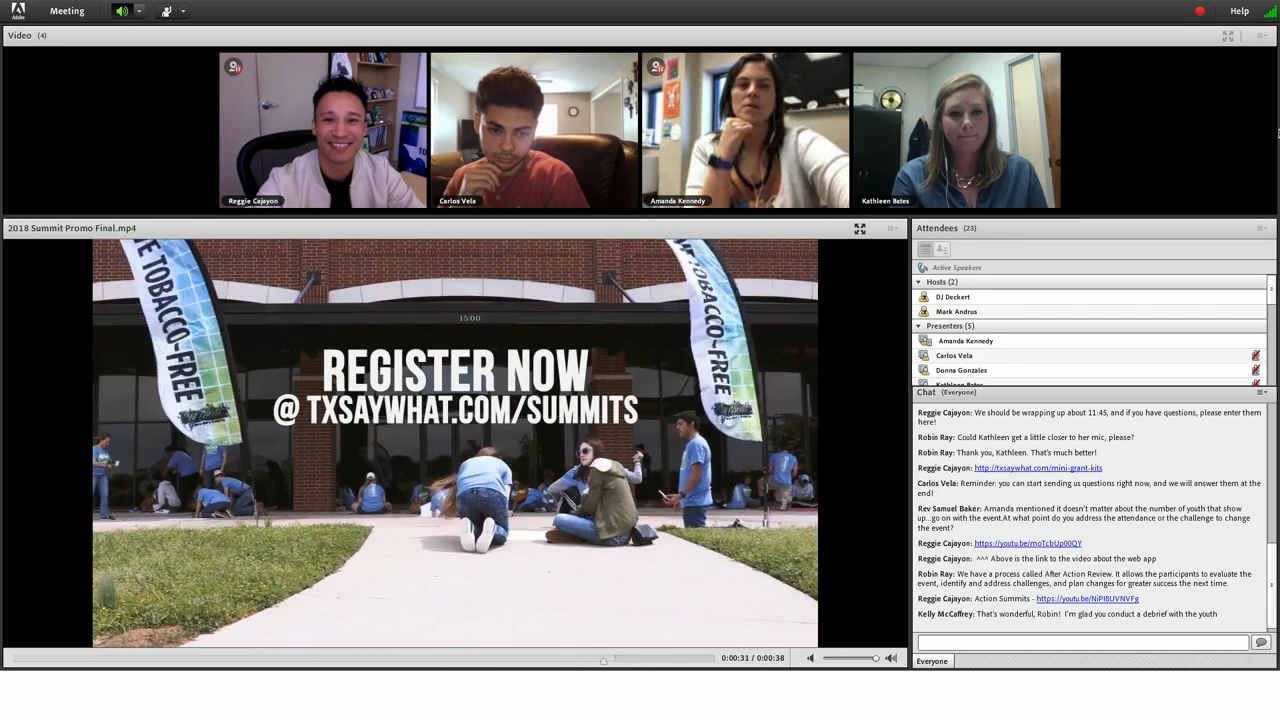 Adobe
Meeting
Help
Video (4)
Reggie Cajayon
Carlos Vela
Amanda Kennedy
Kathleen Bates
2018 Summit Promo Final.mp4
TOBACCO-FREE
TOBACCO-FREE
1500
REGISTER NOW
@ TXSAYWHAT.COM/SUMMITS
0:00:31 / 0:00:38
Attendees (23)
Active Speakers
Hosts (2)
DJ Deckert
Mark Andrus
Presenters (5)
Amanda Kennedy
Carlos Vela
Donna Gonzales
Kathleen Bates
Chat (Everyone)
Reggie Cajayon: We should be wrapping up about 11:45, and if you have questions, please enter them
here!
Robin Ray: Could Kathleen get a little closer to her mic, please?
Robin Ray: Thank you, Kathleen. That's much better!
Reggie Cajayon: http://txsaywhat.com/mini-grant-kits
Carlos Vela: Reminder: you can start sending us questions right now, and we will answer them at the
end!
Rev Samuel Baker: Amanda mentioned it doesn't matter about the number of youth that show
up...go on with the event.At what point do you address the attendance or the challenge to change
the event?
Reggie Cajayon: https://youtu.be/moTcbUp00QY
Reggie Cajayon: ^^^ Above is the link to the video about the web app
Robin Ray: We have a process called After Action Review. It allows the participants to evaluate the
event, identify and address challenges, and plan changes for greater success the next time.
Reggie Cajayon: Action Summits - https://youtu.be/NiPI8UVNVFg
Kelly McCaffrey: That's wonderful, Robin! I'm glad you conduct a debrief with the youth
Everyone